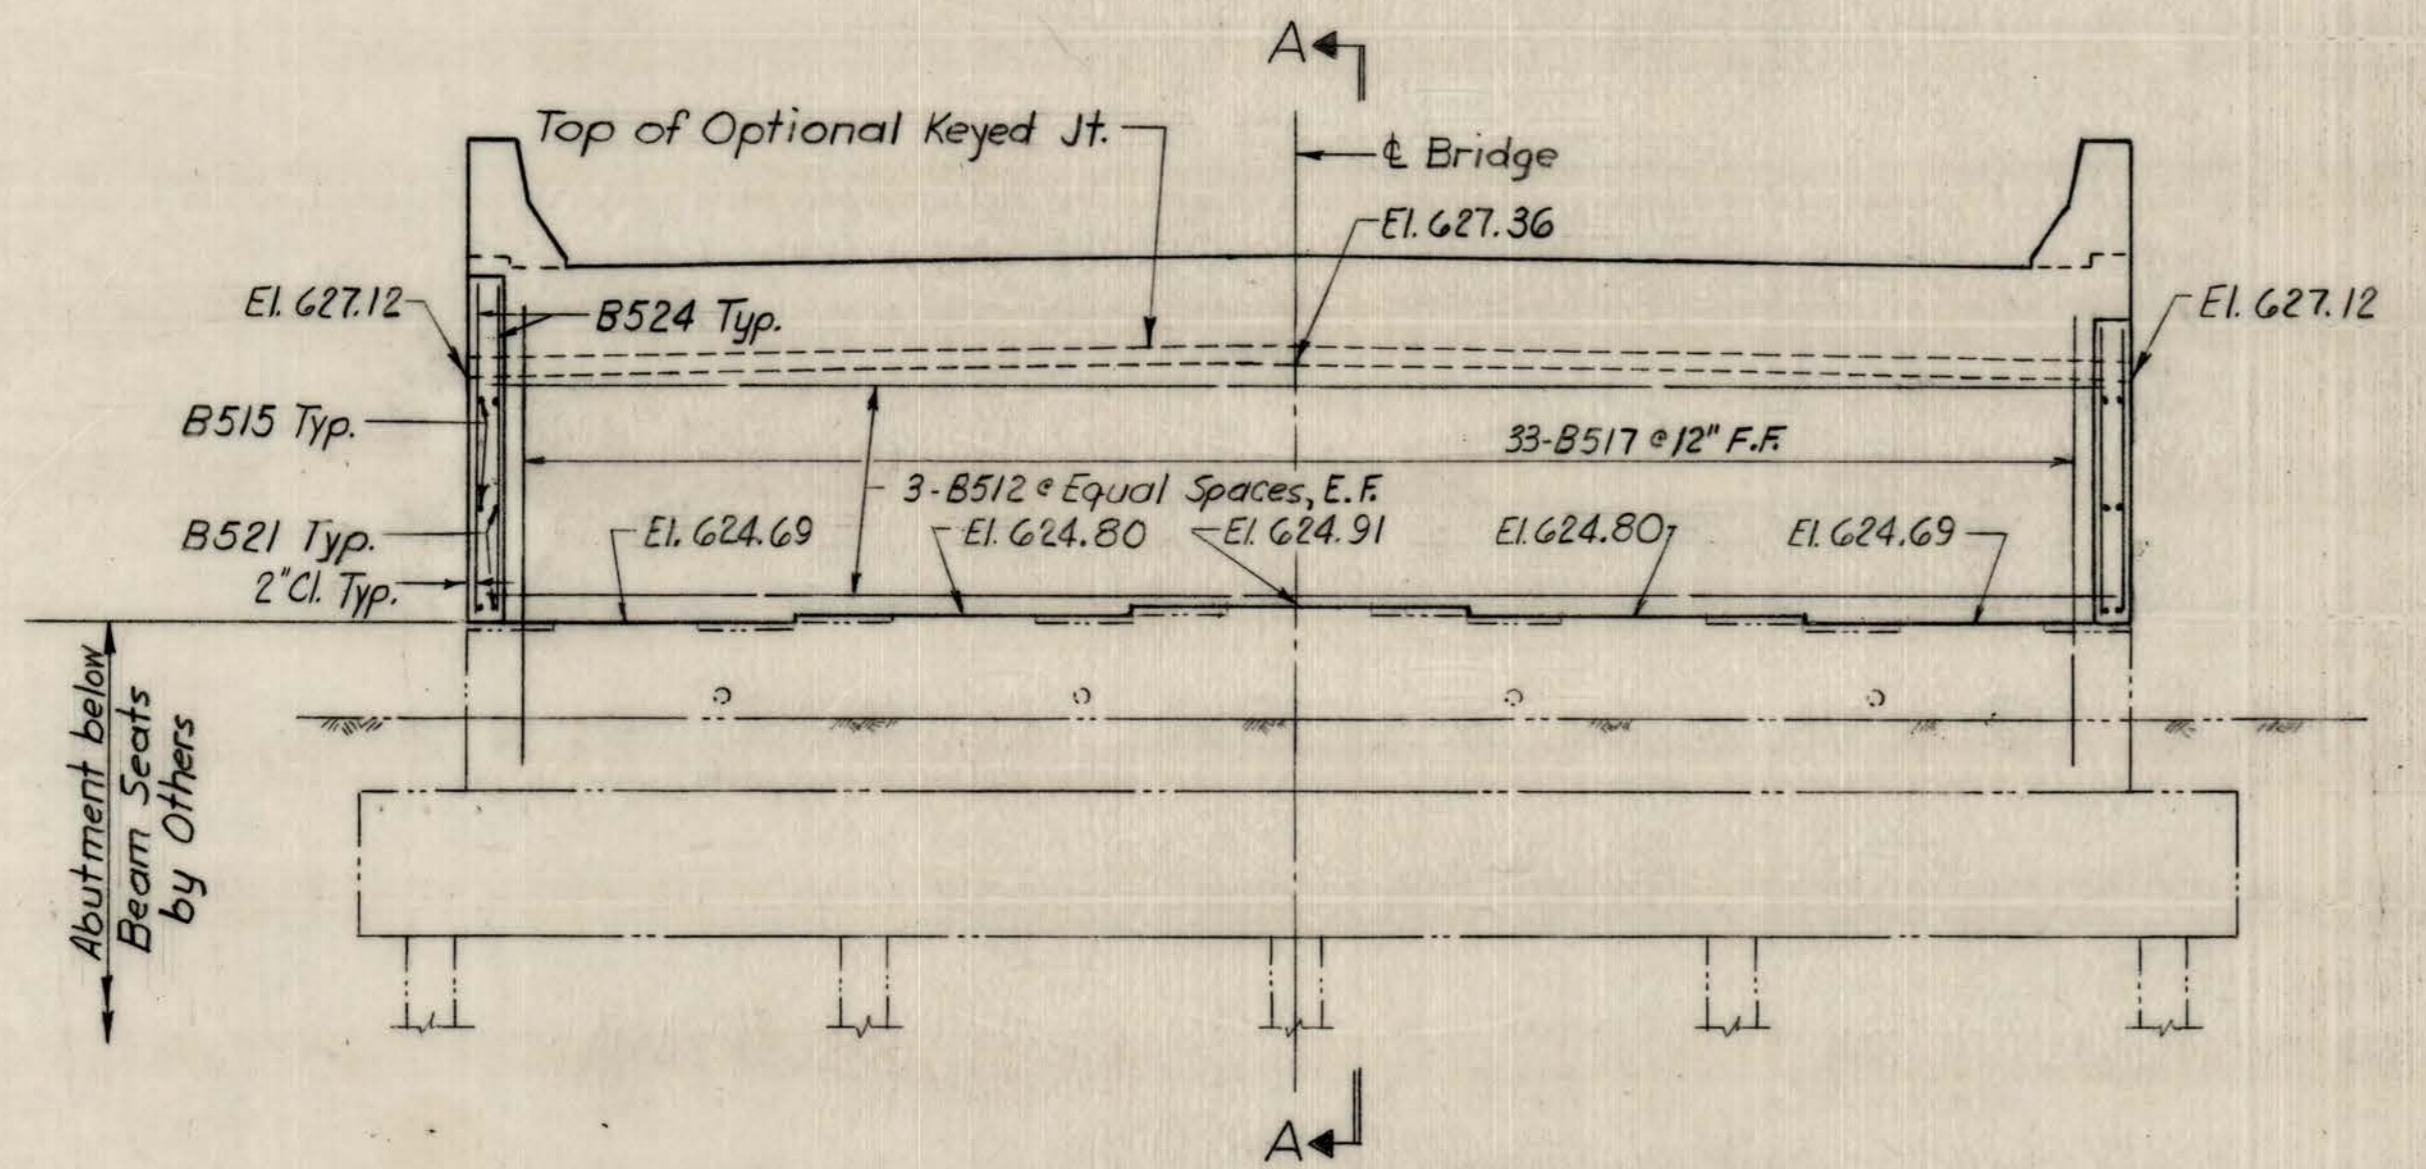 A
Top of Optional Keyed Jt.
℄ Bridge
El. 627.36
El. 627.12
B524 Typ.
El. 627.12
B515 Typ.
33-B517 @ 12" F.F.
3-B512 @ Equal Spaces, E.F.
B521 Typ.
El. 624.69
El. 624.80
El. 624.91
El. 624.80
El. 624.69
2" Cl. Typ.
Abutment below
Beam Seats
by Others
A